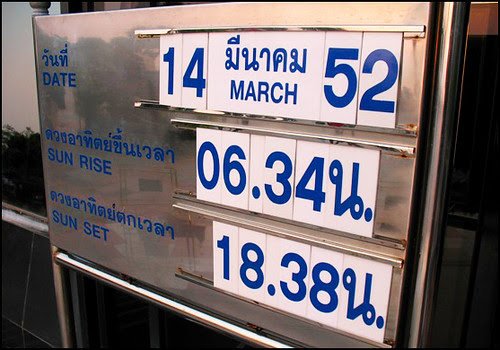 วันที่ 14 มีนาคม 52
DATE MARCH
ดวงอาทิตย์ขึ้นเวลา 06.34น.
SUN RISE
ดวงอาทิตย์ตกเวลา 18.38น.
SUN SET